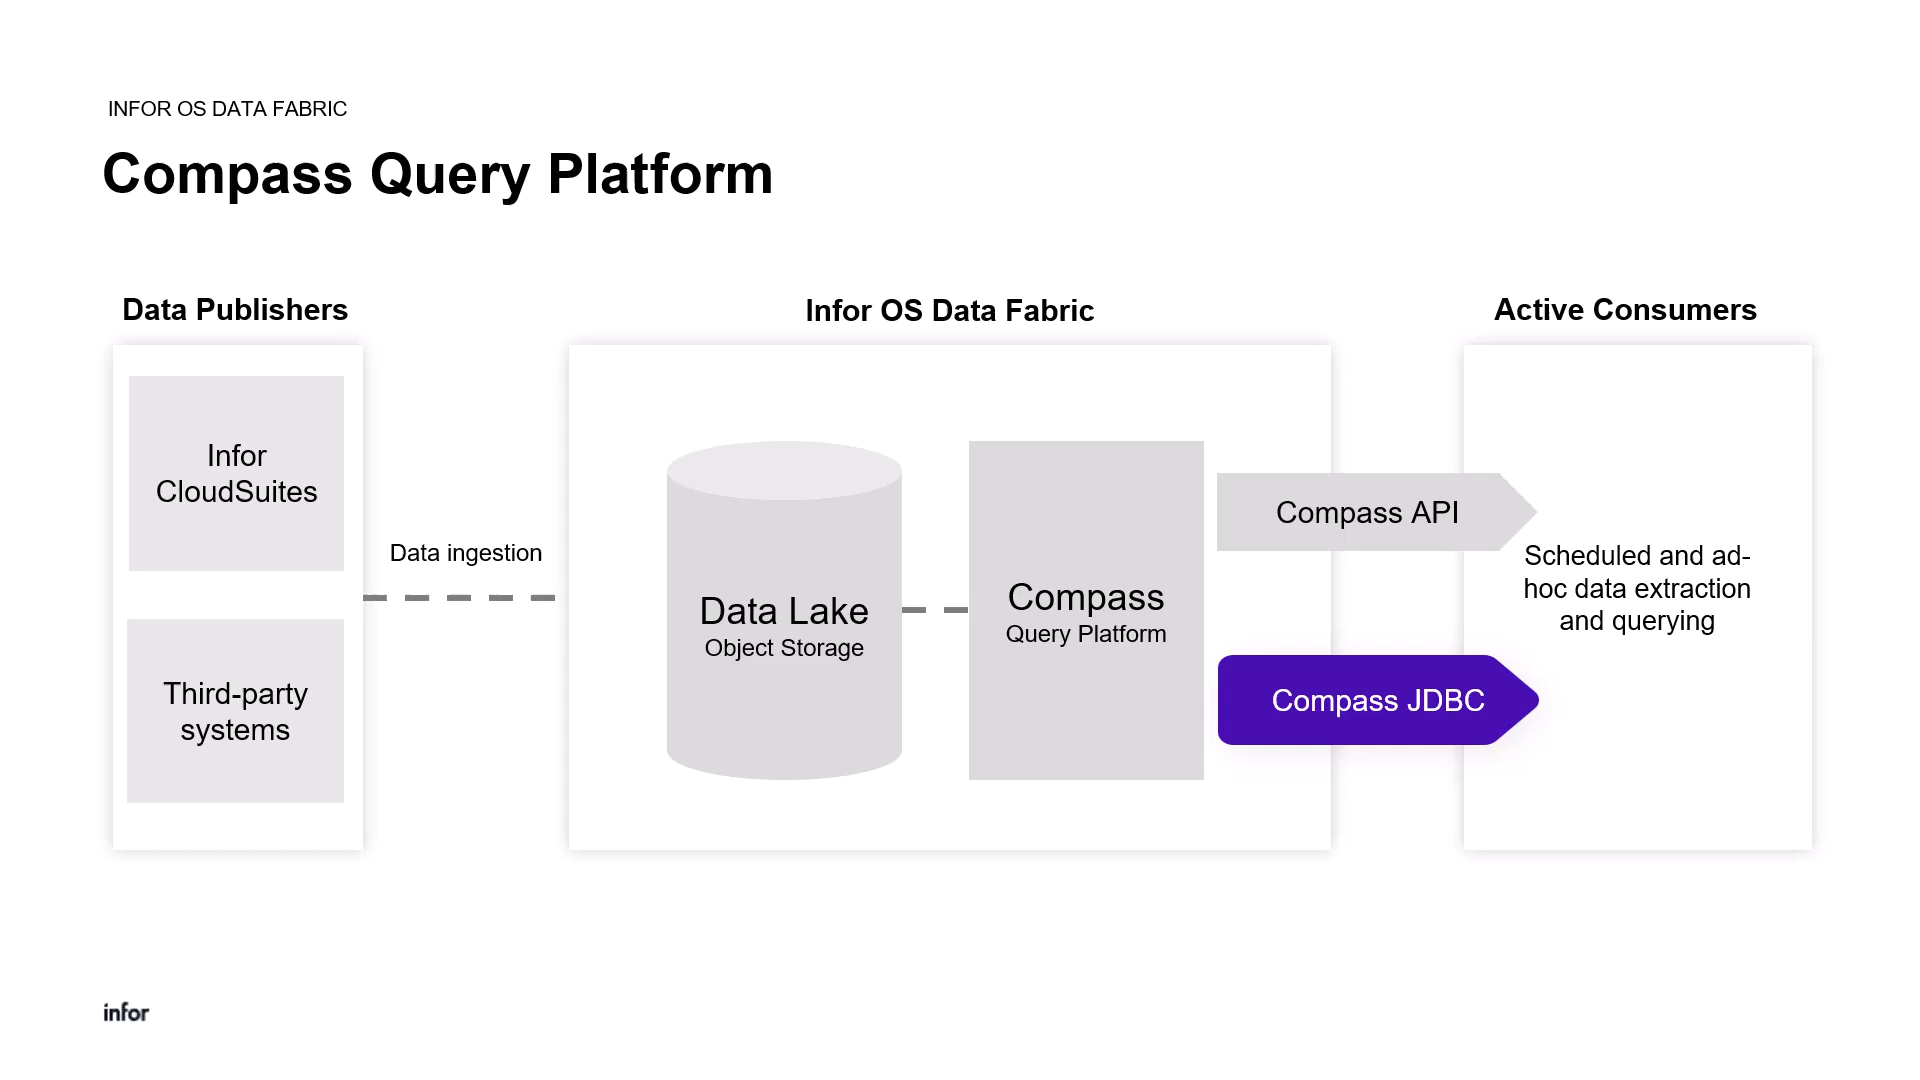 INFOR OS DATA FABRIC
Compass Query Platform
Data Publishers
Infor
CloudSuites
Third-party
systems
Data ingestion
Infor OS Data Fabric
Data Lake
Object Storage
Compass
Query Platform
Compass API
Compass JDBC
Active Consumers
Scheduled and ad-
hoc data extraction
and querying
infor